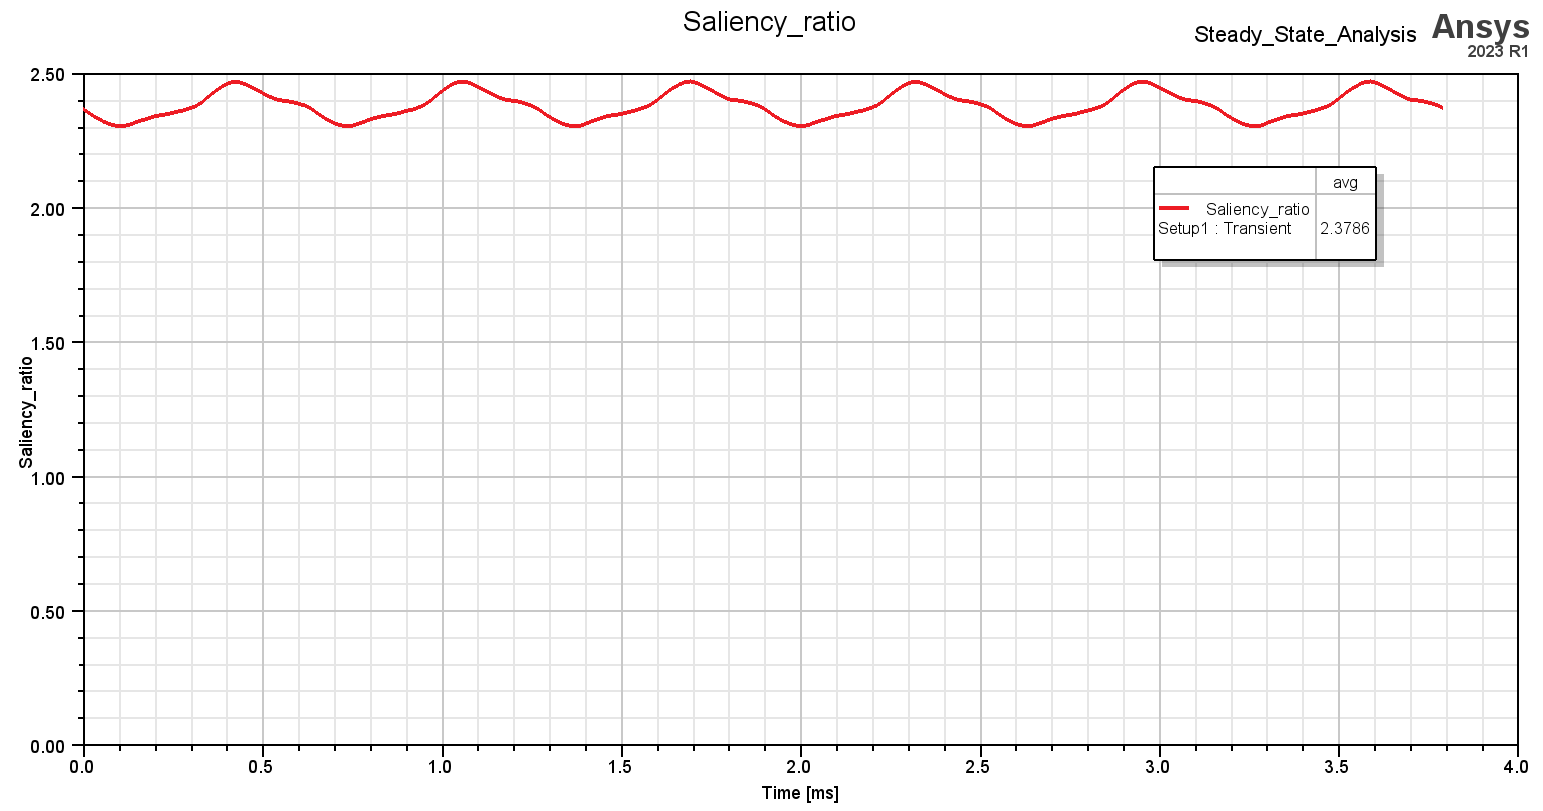 Saliency_ratio
Steady_State_Analysis
Ansys
2023 R1
2.50
2.00
1.50
1.00
0.50
0.00
Saliency_ratio
avg
Saliency_ratio
Setup1 : Transient 2.3786
0.0 0.5 1.0 1.5 2.0 2.5 3.0 3.5 4.0
Time [ms]